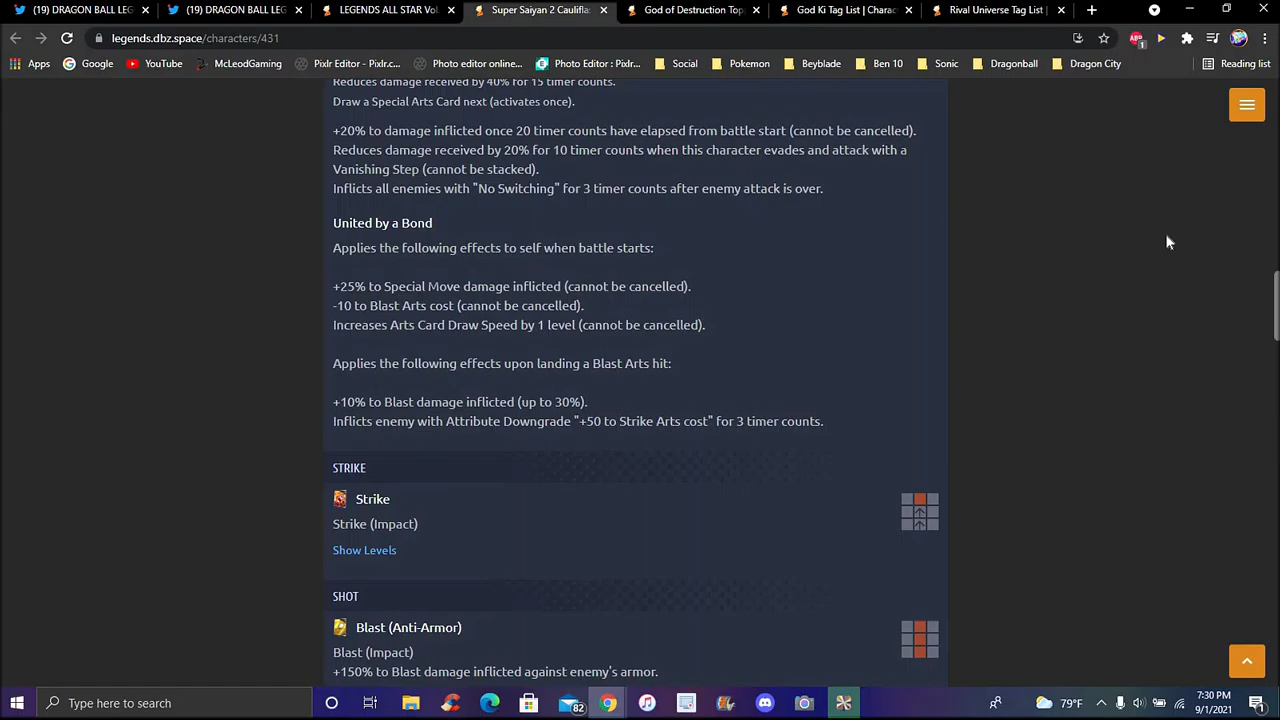 (19) DRAGON BALL LEG
(19) DRAGON BALL LEG
LEGENDS ALL STAR Vol.
Super Saiyan 2 Caulifla:
God of Destruction Topp
God Ki Tag List | Charac
Rival Universe Tag List |
legends.dbz.space/characters/431
ABP
1
Apps
Google
YouTube
McLeodGaming
Pixlr Editor - Pixlr.c...
Photo editor online...
Photo Editor : Pixlr...
Social
Pokemon
Beyblade
Ben 10
Sonic
Dragonball
Dragon City
Reading list
Reduces damage received by 40% for 15 timer counts.
Draw a Special Arts Card next (activates once).
+20% to damage inflicted once 20 timer counts have elapsed from battle start (cannot be cancelled).
Reduces damage received by 20% for 10 timer counts when this character evades and attack with a
Vanishing Step (cannot be stacked).
Inflicts all enemies with "No Switching" for 3 timer counts after enemy attack is over.
United by a Bond
Applies the following effects to self when battle starts:
+25% to Special Move damage inflicted (cannot be cancelled).
-10 to Blast Arts cost (cannot be cancelled).
Increases Arts Card Draw Speed by 1 level (cannot be cancelled).
Applies the following effects upon landing a Blast Arts hit:
+10% to Blast damage inflicted (up to 30%).
Inflicts enemy with Attribute Downgrade "+50 to Strike Arts cost" for 3 timer counts.
STRIKE
Strike
Strike (Impact)
Show Levels
SHOT
Blast (Anti-Armor)
Blast (Impact)
+150% to Blast damage inflicted against enemy's armor.
Type here to search
82
79°F
7:30 PM
9/1/2021
1